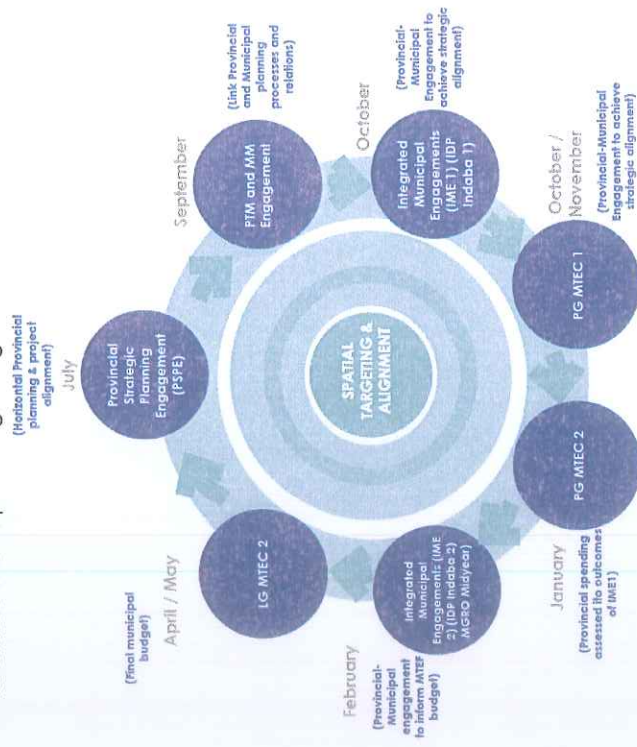 (Horizontal Provincial
planning & project
alignment)
July
Provincial
Strategic
Planning
Engagement
(PSPE)
September
(Link Provincial
and Municipal
planning
processes and
relations)
PTM and MM
Engagement
October
(Provincial-
Municipal
Engagement to
achieve strategic
alignment)
Integrated
Municipal
Engagements
(IME 1) (IDP
Indaba 1)
October /
November
(Provincial-Municipal
Engagement to achieve
strategic alignment)
PG MTEC 1
PG MTEC 2
January
(Provincial spending
assessed ito outcomes
of IME1)
Integrated
Municipal
Engagements (IME
2) (IDP Indaba 2)
MGRO Midyear)
February
(Provincial-
Municipal
engagement
to inform MTEF
budget)
LG MTEC 2
April / May
(Final municipal
budget)
SPATIAL
TARGETING &
ALIGNMENT